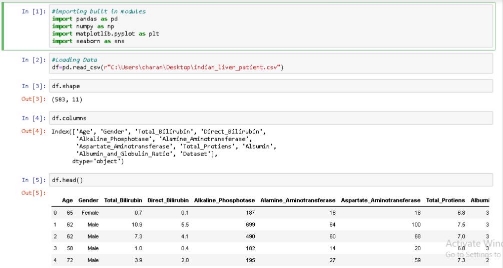 In [1]: #Importing built in modules
import pandas as pd
import numpy as np
import matplotlib.pyplot as plt
import seaborn as sns
In [2]: #Loading Data
df=pd.read_csv(r"C:\Users\charan\Desktop\indian_liver_patient.csv")
In [3]: df.shape
Out[3]: (583, 11)
In [4]: df.columns
Out[4]: Index(['Age', 'Gender', 'Total_Bilirubin', 'Direct_Bilirubin',
'Alkaline_Phosphotase', 'Alamine_Aminotransferase',
'Aspartate_Aminotransferase', 'Total_Protiens', 'Albumin',
'Albumin_and_Globulin_Ratio', 'Dataset'],
dtype='object')
In [5]: df.head()
Out[5]:
Age Gender Total_Bilirubin Direct_Bilirubin Alkaline_Phosphotase Alamine_Aminotransferase Aspartate_Aminotransferase Total_Protiens Albumi
0 65 Female 0.7 0.1 187 16 18 6.8 3
1 62 Male 10.9 5.5 699 64 100 7.5 3
2 62 Male 7.3 4.1 490 60 68 7.0 3
3 58 Male 1.0 0.4 182 14 20 6.8 3
4 72 Male 3.9 2.0 195 27 59 7.3 2
Activate Wind
Go to Settings to